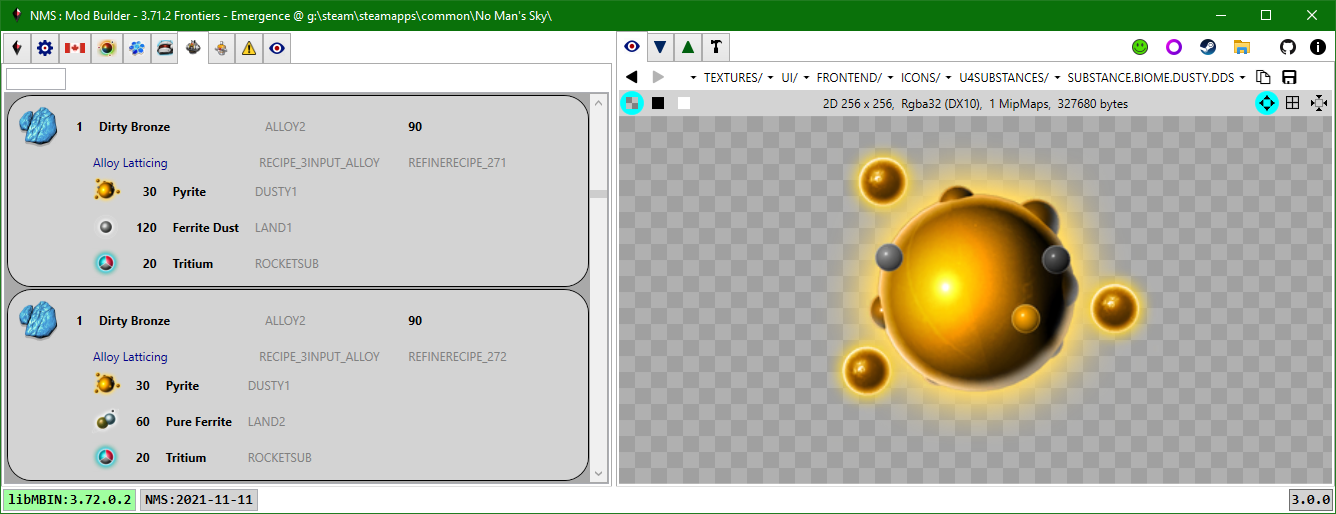 NMS : Mod Builder - 3.71.2 Frontiers - Emergence @ g:\steam\steamapps\common\No Man's Sky\
TEXTURES/ UI/ FRONTEND/ ICONS/ U4SUBSTANCES/ SUBSTANCE.BIOME.DUSTY.DDS
2D 256 x 256, Rgba32 (DX10), 1 MipMaps, 327680 bytes
1 Dirty Bronze ALLOY2 90
Alloy Latticing RECIPE_3INPUT_ALLOY REFINERECIPE_271
30 Pyrite DUSTY1
120 Ferrite Dust LAND1
20 Tritium ROCKETSUB
1 Dirty Bronze ALLOY2 90
Alloy Latticing RECIPE_3INPUT_ALLOY REFINERECIPE_272
30 Pyrite DUSTY1
60 Pure Ferrite LAND2
20 Tritium ROCKETSUB
libMBIN:3.72.0.2 NMS:2021-11-11 3.0.0